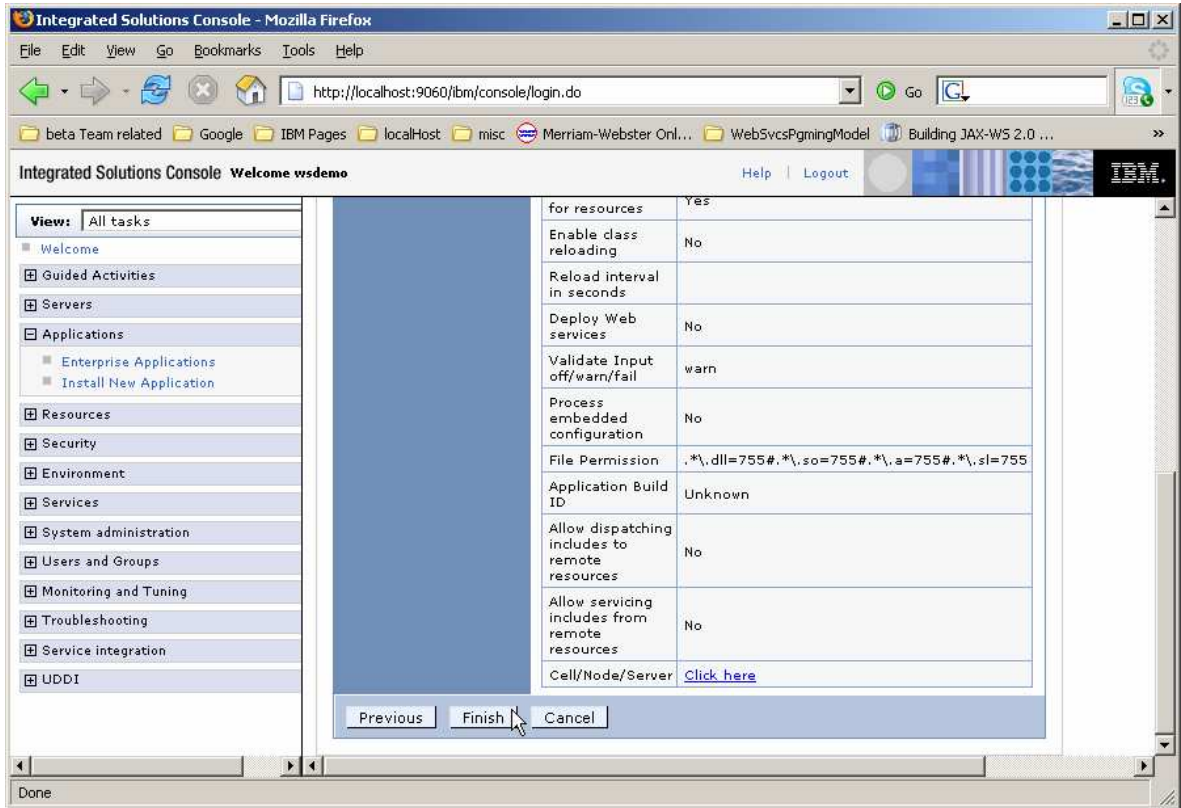 Integrated Solutions Console - Mozilla Firefox
File Edit View Go Bookmarks Tools Help
http://localhost:9060/ibm/console/login.do
Go
G
beta Team related Google IBM Pages localHost misc Merriam-Webster Onl... WebSvcsPgmingModel Building JAX-WS 2.0 ... »
Integrated Solutions Console Welcome wsdemo
Help | Logout
IBM.
View: All tasks
Welcome
Guided Activities
Servers
Applications
Enterprise Applications
Install New Application
Resources
Security
Environment
Services
System administration
Users and Groups
Monitoring and Tuning
Troubleshooting
Service integration
UDDI
for resources Yes
Enable class
reloading
No
Reload interval
in seconds
Deploy Web
services
No
Validate Input
off/warn/fail
warn
Process
embedded
configuration
No
File Permission .*\.dll=755#.*\.so=755#.*\.a=755#.*\.sl=755
Application Build
ID
Unknown
Allow dispatching
includes to
remote
resources
No
Allow servicing
includes from
remote
resources
No
Cell/Node/Server Click here
Previous Finish Cancel
Done